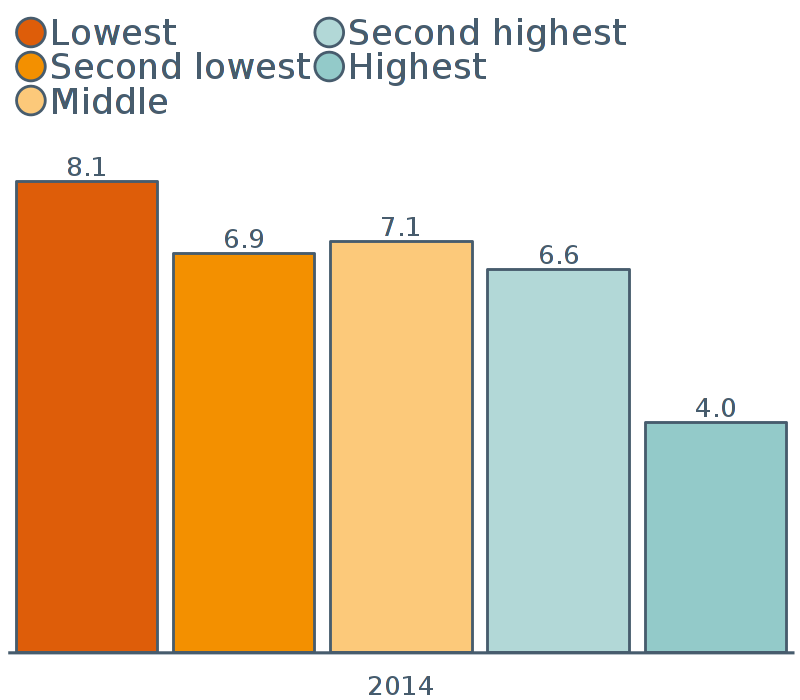 Lowest
Second lowest
Middle
Second highest
Highest
8.1
6.9
7.1
6.6
4.0
2014